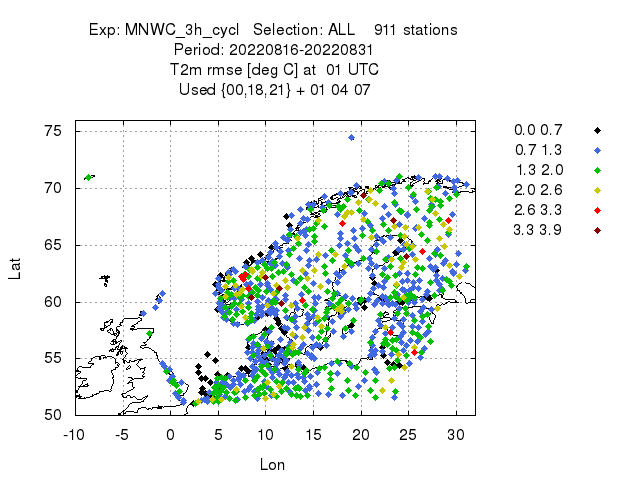 Exp: MNWC_3h_cycl Selection: ALL 911 stations
Period: 20220816-20220831
T2m rmse [deg C] at 01 UTC
Used {00,18,21} + 01 04 07
75
70
65
60
55
50
-10 -5 0 5 10 15 20 25 30
Lat
Lon
0.0 0.7
0.7 1.3
1.3 2.0
2.0 2.6
2.6 3.3
3.3 3.9